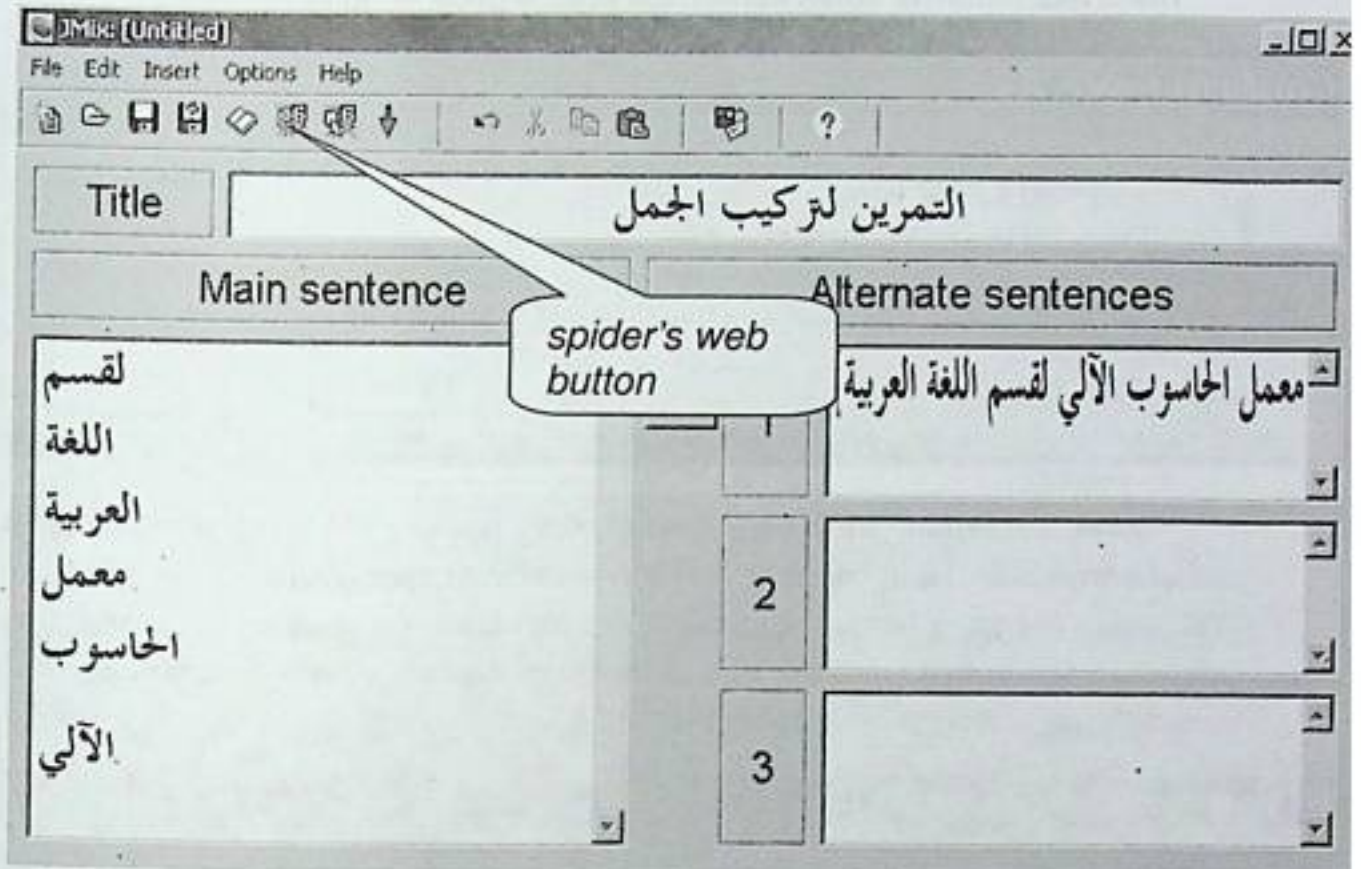 JMix: [Untitled]
File Edit Insert Options Help
?
Title
التمرين لتركيب الجمل
Main sentence
Alternate sentences
spider's web
button
لقسم
اللغة
العربية
معمل
الحاسوب
الآلي
1
معمل الحاسوب الآلي لقسم اللغة العربية
2
3